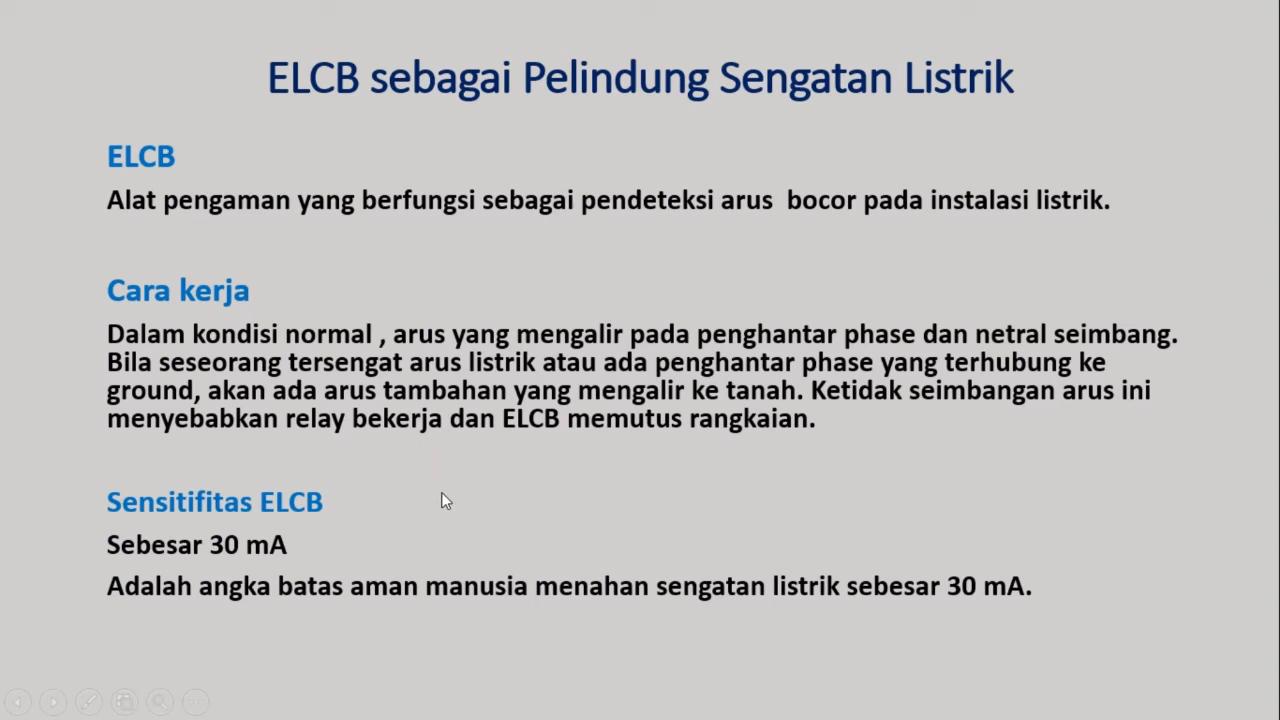 ELCB sebagai Pelindung Sengatan Listrik
ELCB
Alat pengaman yang berfungsi sebagai pendeteksi arus  bocor pada instalasi listrik.
Cara kerja
Dalam kondisi normal , arus yang mengalir pada penghantar phase dan netral seimbang.
Bila seseorang tersengat arus listrik atau ada penghantar phase yang terhubung ke
ground, akan ada arus tambahan yang mengalir ke tanah. Ketidak seimbangan arus ini
menyebabkan relay bekerja dan ELCB memutus rangkaian.
Sensitifitas ELCB
Sebesar 30 mA
Adalah angka batas aman manusia menahan sengatan listrik sebesar 30 mA.